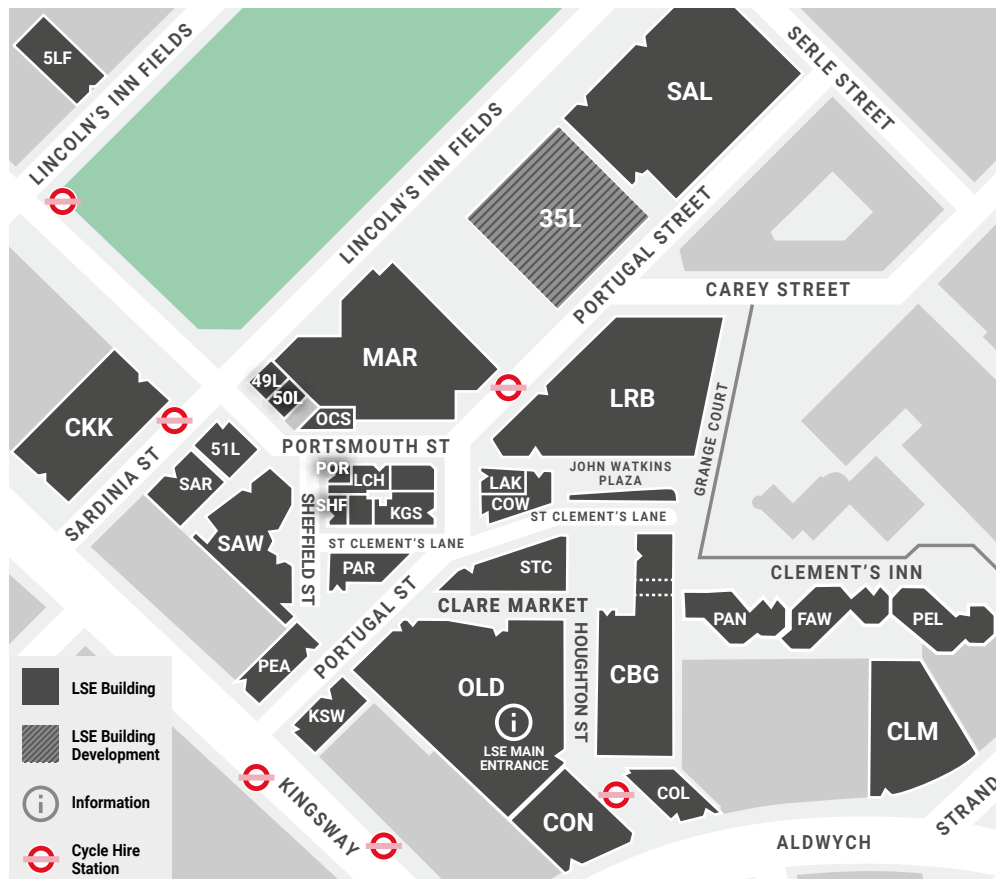 5LF
LINCOLN'S INN FIELDS
SAL
SERLE STREET
LINCOLN'S INN FIELDS
35L
PORTUGAL STREET
CAREY STREET
MAR
49L
50L
OCS
LRB
GRANGE COURT
CKK
SARDINIA ST
51L
SAR
PORTSMOUTH ST
POR
LCH
SHF
KGS
SHEFFIELD ST
LAK
COW
JOHN WATKINS
PLAZA
ST CLEMENT'S LANE
SAW
ST CLEMENT'S LANE
PAR
STC
CLARE MARKET
CLEMENT'S INN
PAN
FAW
PEL
PORTUGAL ST
PEA
KSW
OLD
LSE MAIN
ENTRANCE
HOUGHTON ST
CBG
CLM
CON
COL
KINGSWAY
ALDWYCH
STRAND
LSE Building
LSE Building
Development
Information
Cycle Hire
Station